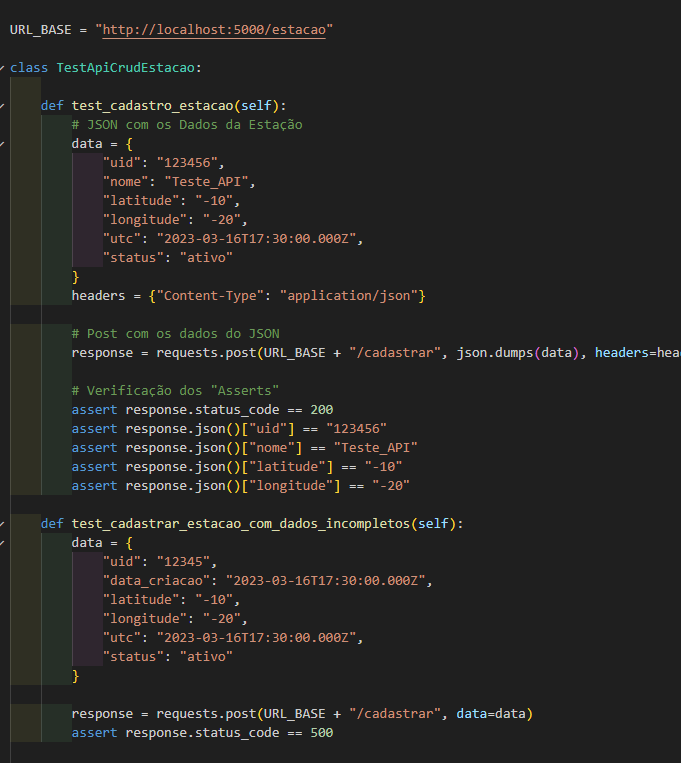 URL_BASE = "http://localhost:5000/estacao"
class TestApiCrudEstacao:
def test_cadastro_estacao(self):
# JSON com os Dados da Estação
data = {
"uid": "123456",
"nome": "Teste_API",
"latitude": "-10",
"longitude": "-20",
"utc": "2023-03-16T17:30:00.000Z",
"status": "ativo"
}
headers = {"Content-Type": "application/json"}
# Post com os dados do JSON
response = requests.post(URL_BASE + "/cadastrar", json.dumps(data), headers=hea
# Verificação dos "Asserts"
assert response.status_code == 200
assert response.json()["uid"] == "123456"
assert response.json()["nome"] == "Teste_API"
assert response.json()["latitude"] == "-10"
assert response.json()["longitude"] == "-20"
def test_cadastrar_estacao_com_dados_incompletos(self):
data = {
"uid": "12345",
"data_criacao": "2023-03-16T17:30:00.000Z",
"latitude": "-10",
"longitude": "-20",
"utc": "2023-03-16T17:30:00.000Z",
"status": "ativo"
}
response = requests.post(URL_BASE + "/cadastrar", data=data)
assert response.status_code == 500